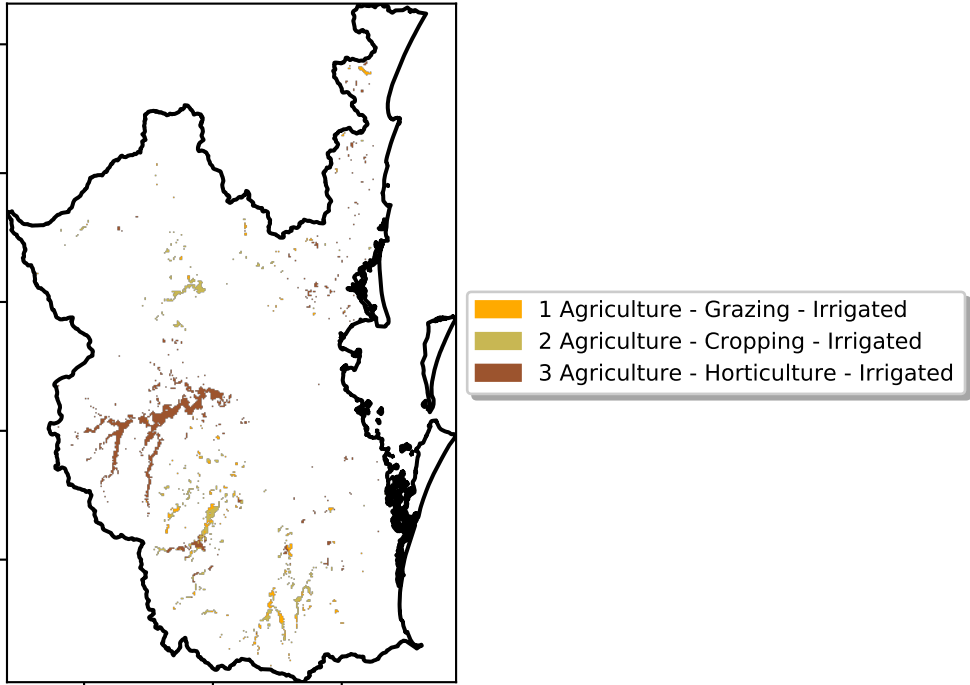 1 Agriculture - Grazing - Irrigated
2 Agriculture - Cropping - Irrigated
3 Agriculture - Horticulture - Irrigated